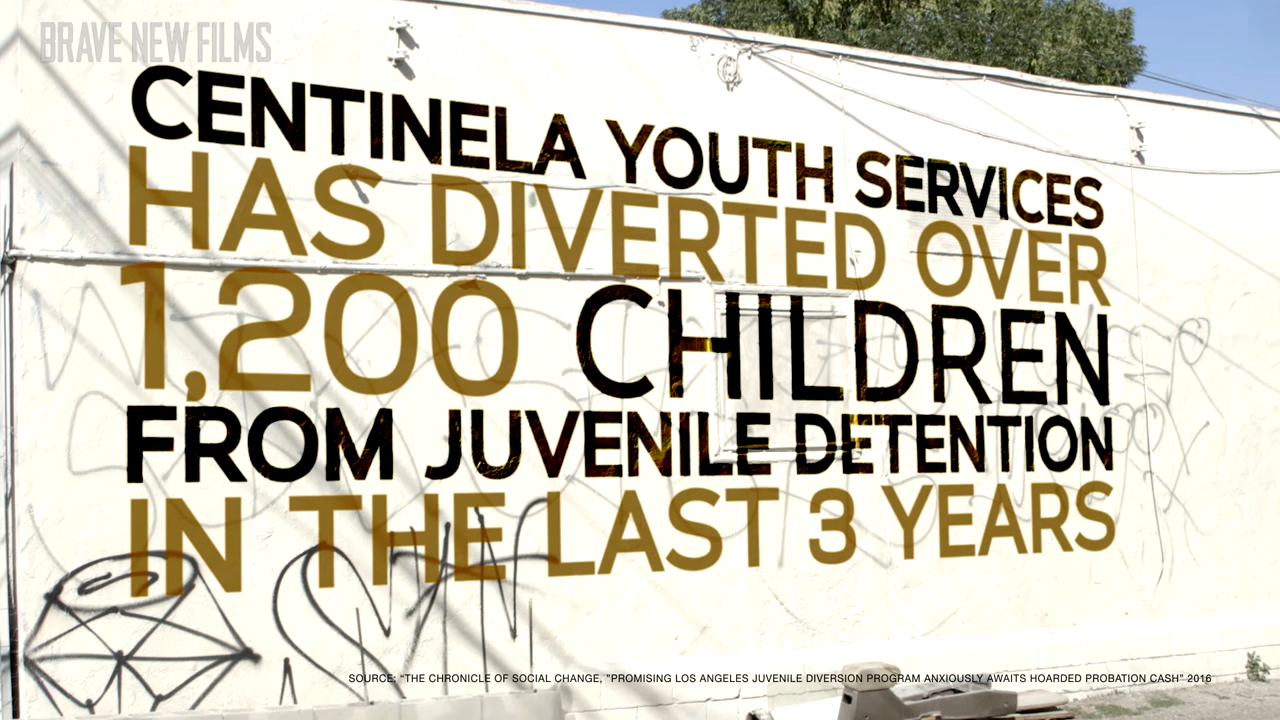 BRAVE NEW FILMS
CENTINELA YOUTH SERVICES
HAS DIVERTED OVER
1,200 CHILDREN
FROM JUVENILE DETENTION
IN THE LAST 3 YEARS
SOURCE: "THE CHRONICLE OF SOCIAL CHANGE, "PROMISING LOS ANGELES JUVENILE DIVERSION PROGRAM ANXIOUSLY AWAITS HOARDED PROBATION CASH" 2016